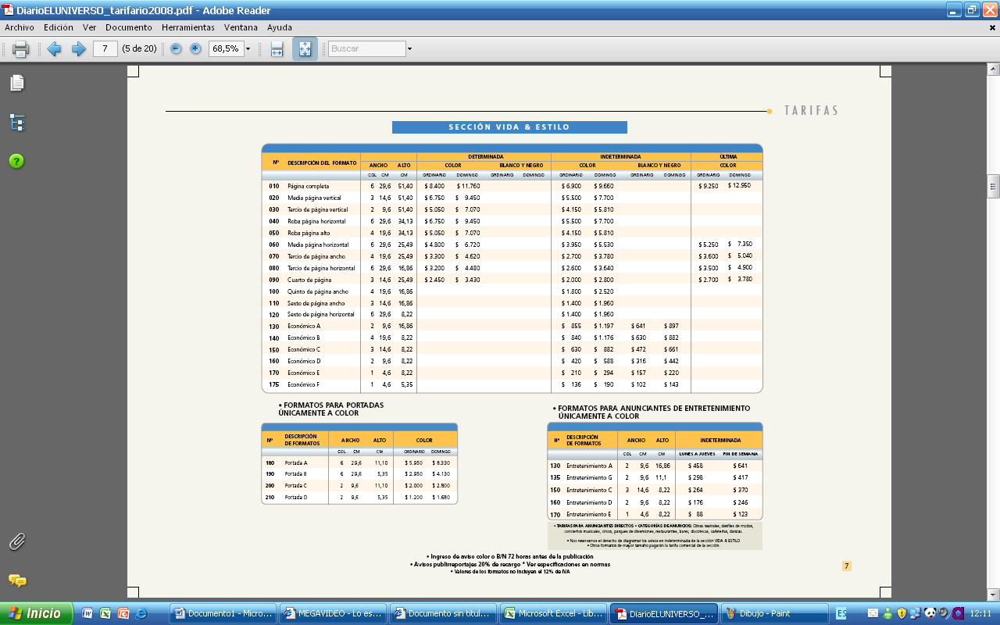 DiarioELUNIVERSO_tarifario2008.pdf - Adobe Reader
Archivo Edición Ver Documento Herramientas Ventana Ayuda
7 (5 de 20) 68,5% Buscar
TARIFAS
SECCIÓN VIDA & ESTILO
DETERMINADA INDETERMINADA ÚLTIMA
Nº DESCRIPCIÓN DEL FORMATO ANCHO ALTO COLOR BLANCO Y NEGRO COLOR BLANCO Y NEGRO COLOR
COL CM CM ORDINARIO DOMINGO ORDINARIO DOMINGO ORDINARIO DOMINGO ORDINARIO DOMINGO ORDINARIO DOMINGO
010 Página completa 6 29,6 51,40 $ 8.400 $ 11.760 $ 6.900 $ 9.660 $ 9.250 $ 12.950
020 Media página vertical 3 14,6 51,40 $ 6.750 $ 9.450 $ 5.500 $ 7.700
030 Tercio de página vertical 2 9,6 51,40 $ 5.050 $ 7.070 $ 4.150 $ 5.810
040 Roba página horizontal 6 29,6 34,13 $ 6.750 $ 9.450 $ 5.500 $ 7.700
050 Roba página alto 4 19,6 34,13 $ 5.050 $ 7.070 $ 4.150 $ 5.810
060 Media página horizontal 6 29,6 25,49 $ 4.800 $ 6.720 $ 3.950 $ 5.530 $ 5.250 $ 7.350
070 Tercio de página ancho 4 19,6 25,49 $ 3.300 $ 4.620 $ 2.700 $ 3.780 $ 3.600 $ 5.040
080 Tercio de página horizontal 6 29,6 16,86 $ 3.200 $ 4.480 $ 2.600 $ 3.640 $ 3.500 $ 4.900
090 Cuarto de página 3 14,6 25,49 $ 2.450 $ 3.430 $ 2.000 $ 2.800 $ 2.700 $ 3.780
100 Quinto de página ancho 4 19,6 16,86 $ 1.800 $ 2.520
110 Sexto de página ancho 3 14,6 16,86 $ 1.400 $ 1.960
120 Sexto de página horizontal 6 29,6 8,22 $ 1.400 $ 1.960
130 Económico A 2 9,6 16,86 $ 855 $ 1.197 $ 641 $ 897
140 Económico B 4 19,6 8,22 $ 840 $ 1.176 $ 630 $ 882
150 Económico C 3 14,6 8,22 $ 630 $ 882 $ 472 $ 661
160 Económico D 2 9,6 8,22 $ 420 $ 588 $ 316 $ 442
170 Económico E 1 4,6 8,22 $ 210 $ 294 $ 157 $ 220
175 Económico F 1 4,6 5,35 $ 136 $ 190 $ 102 $ 143
• FORMATOS PARA PORTADAS
ÚNICAMENTE A COLOR
Nº DESCRIPCIÓN DE FORMATOS ANCHO ALTO COLOR
COL CM CM ORDINARIO DOMINGO
180 Portada A 6 29,6 11,10 $ 5.950 $ 8.330
190 Portada B 6 29,6 5,35 $ 2.950 $ 4.130
200 Portada C 2 9,6 11,10 $ 2.000 $ 2.800
210 Portada D 2 9,6 5,35 $ 1.200 $ 1.680
• FORMATOS PARA ANUNCIANTES DE ENTRETENIMIENTO
ÚNICAMENTE A COLOR
Nº DESCRIPCIÓN DE FORMATOS ANCHO ALTO INDETERMINADA
COL CM CM LUNES A JUEVES FIN DE SEMANA
130 Entretenimiento A 2 9,6 16,86 $ 458 $ 641
135 Entretenimiento G 2 9,6 11,1 $ 298 $ 417
150 Entretenimiento C 3 14,6 8,22 $ 264 $ 370
160 Entretenimiento D 2 9,6 8,22 $ 176 $ 246
170 Entretenimiento E 1 4,6 8,22 $ 88 $ 123
• TARIFAS PARA ANUNCIANTES DIRECTOS • CATEGORÍAS DE ANUNCIOS: Obras teatrales, desfiles de modas,
conciertos musicales, circos, parques de diversiones, restaurantes, bares, discotecas, cafeterías, danzas.
• Nos reservamos el derecho de diagramar los avisos en indeterminada de la sección VIDA & ESTILO
• Otros formatos de mayor tamaño pagarán la tarifa comercial de la sección.
• Ingreso de aviso color o B/N 72 horas antes de la publicación
• Avisos publirreportajes 20% de recargo * Ver especificaciones en normas
• Valores de los formatos no incluyen el 12% de IVA
7
Inicio Documento1 - Micro... MEGAVIDEO - Lo es... Documento sin títul... Microsoft Excel - Lib... DiarioELUNIVERSO_... Dibujo - Paint ES 12:11